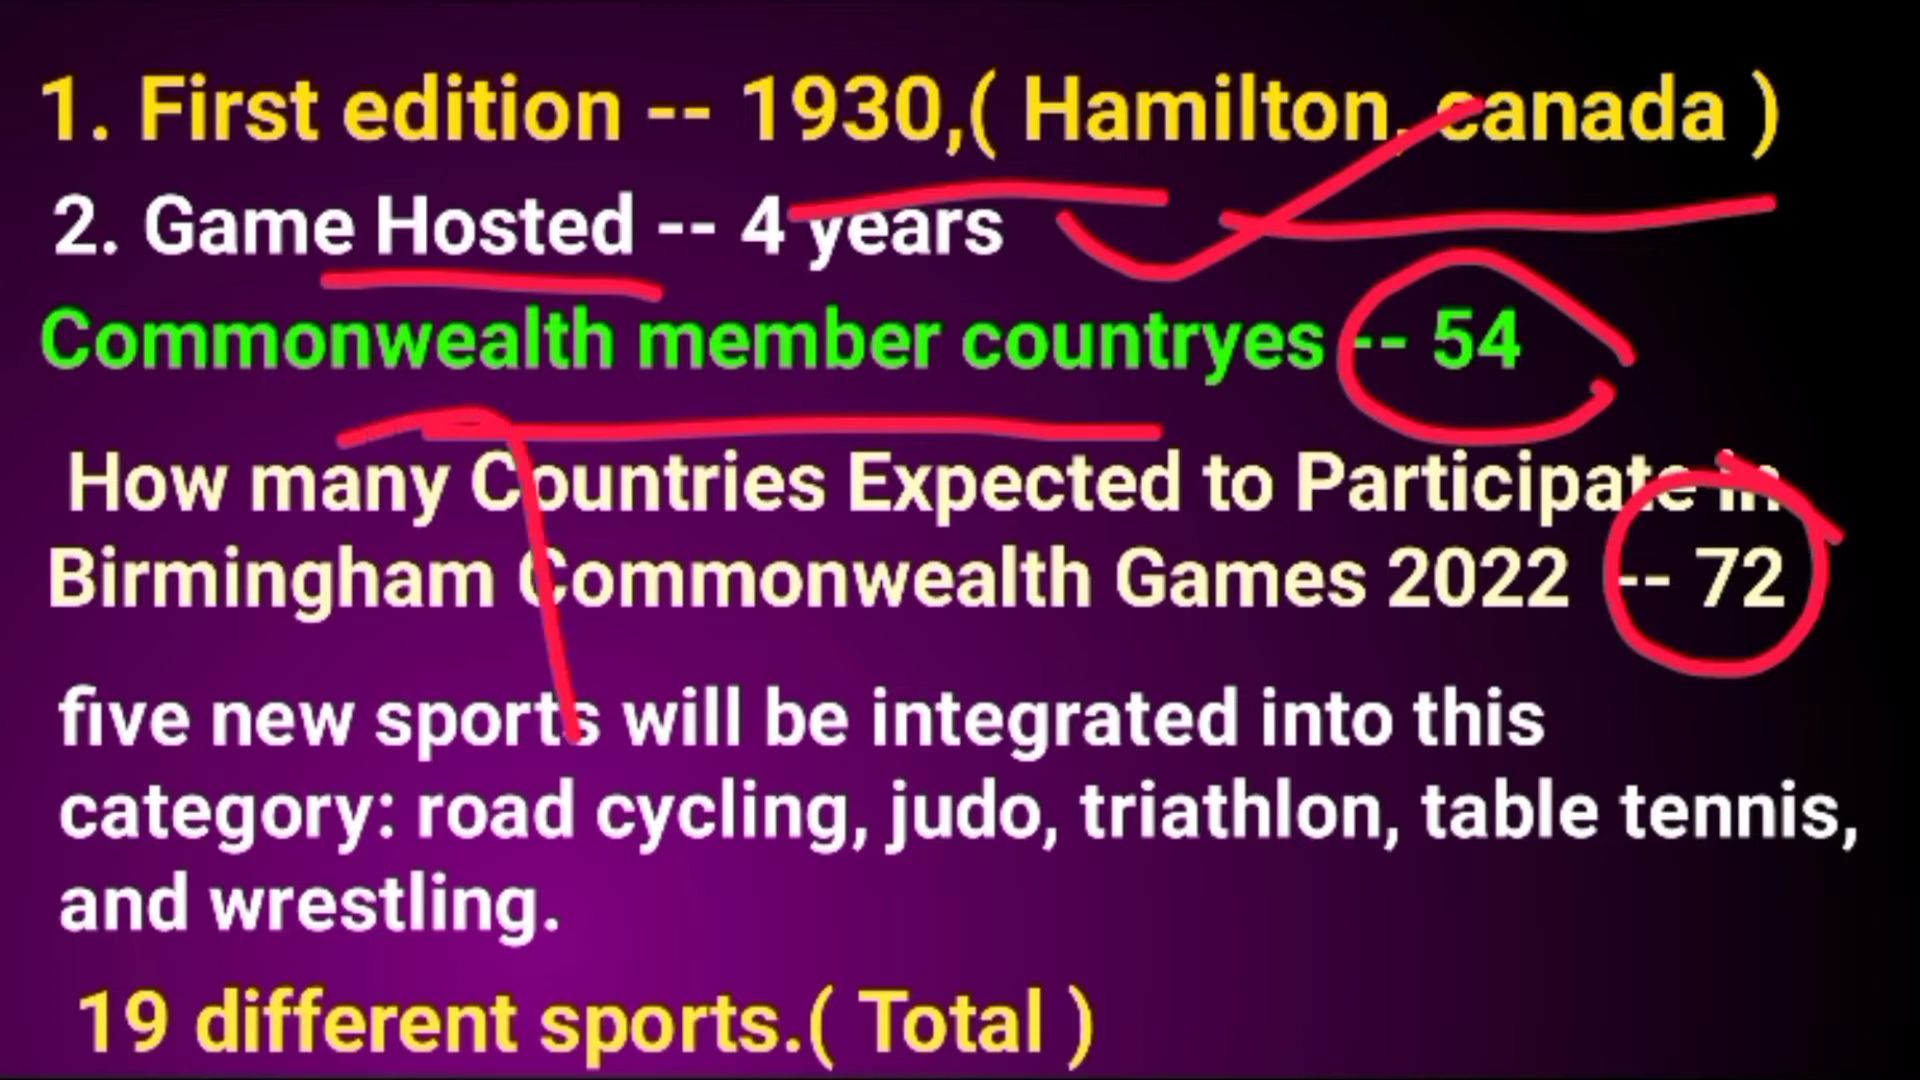 1. First edition -- 1930,( Hamilton, canada )
2. Game Hosted -- 4 years
Commonwealth member countryes -- 54
How many Countries Expected to Participate in
Birmingham Commonwealth Games 2022 -- 72
five new sports will be integrated into this
category: road cycling, judo, triathlon, table tennis,
and wrestling.
19 different sports.( Total )